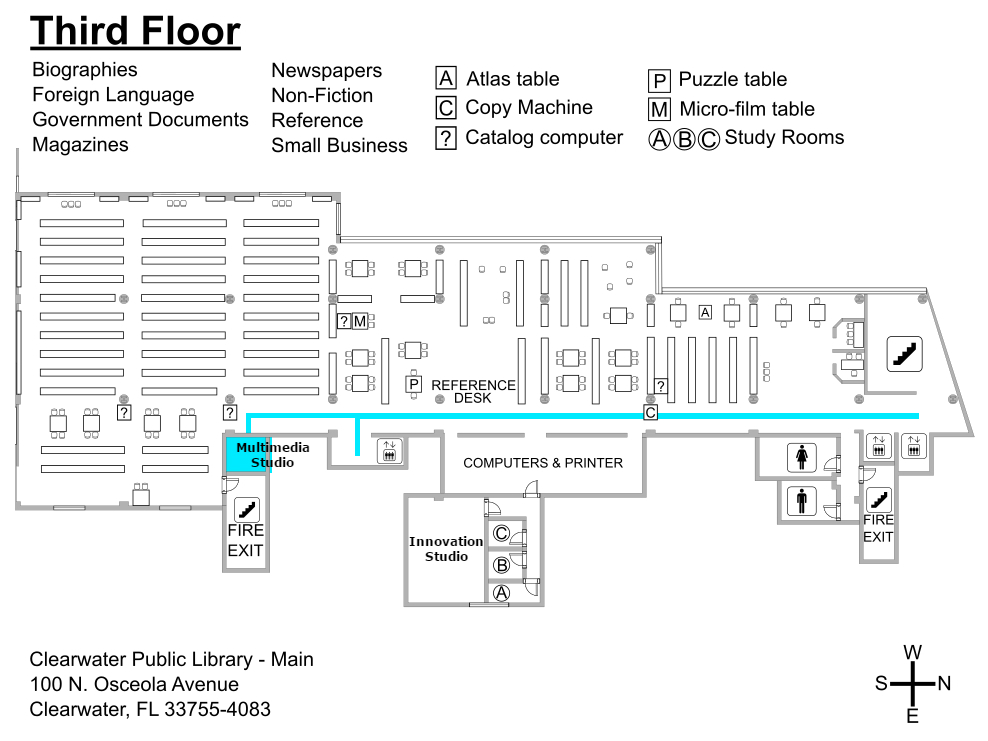 Third Floor
Biographies
Foreign Language
Government Documents
Magazines
Newspapers
Non-Fiction
Reference
Small Business
A Atlas table
C Copy Machine
? Catalog computer
P Puzzle table
M Micro-film table
A B C Study Rooms
A
? M
?
P REFERENCE
DESK
? ?
C
Multimedia
Studio
COMPUTERS & PRINTER
FIRE
EXIT
Innovation
Studio
C
B
A
FIRE
EXIT
Clearwater Public Library - Main
100 N. Osceola Avenue
Clearwater, FL 33755-4083
W
S N
E